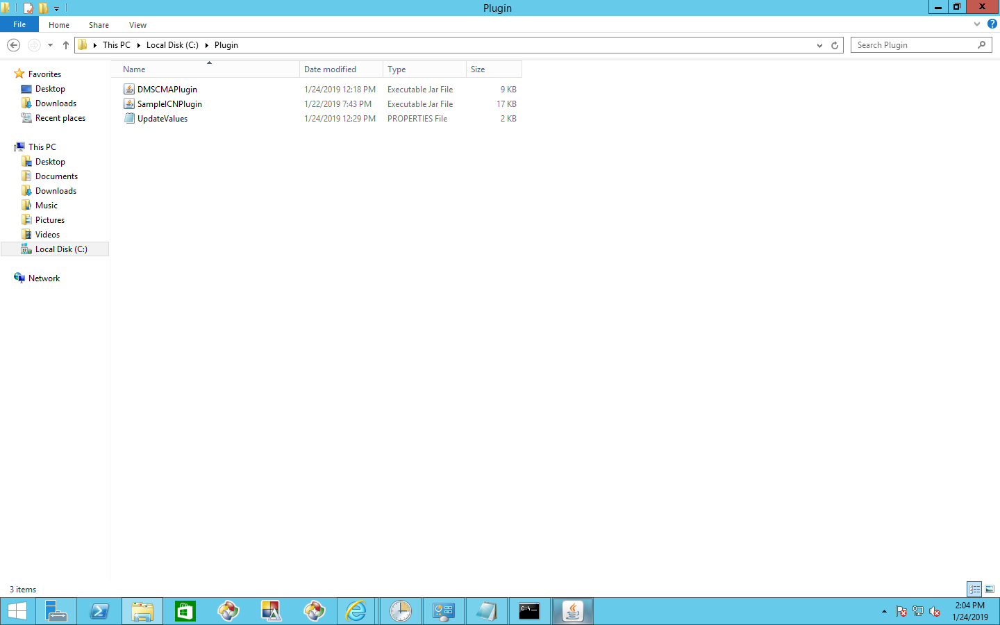 Plugin
File Home Share View
This PC Local Disk (C:) Plugin
Search Plugin
Name Date modified Type Size
DMSCMAPlugin 1/24/2019 12:18 PM Executable Jar File 9 KB
SampleICNPlugin 1/22/2019 7:43 PM Executable Jar File 17 KB
UpdateValues 1/24/2019 12:29 PM PROPERTIES File 2 KB
Favorites
Desktop
Downloads
Recent places
This PC
Desktop
Documents
Downloads
Music
Pictures
Videos
Local Disk (C:)
Network
3 items
2:04 PM
1/24/2019